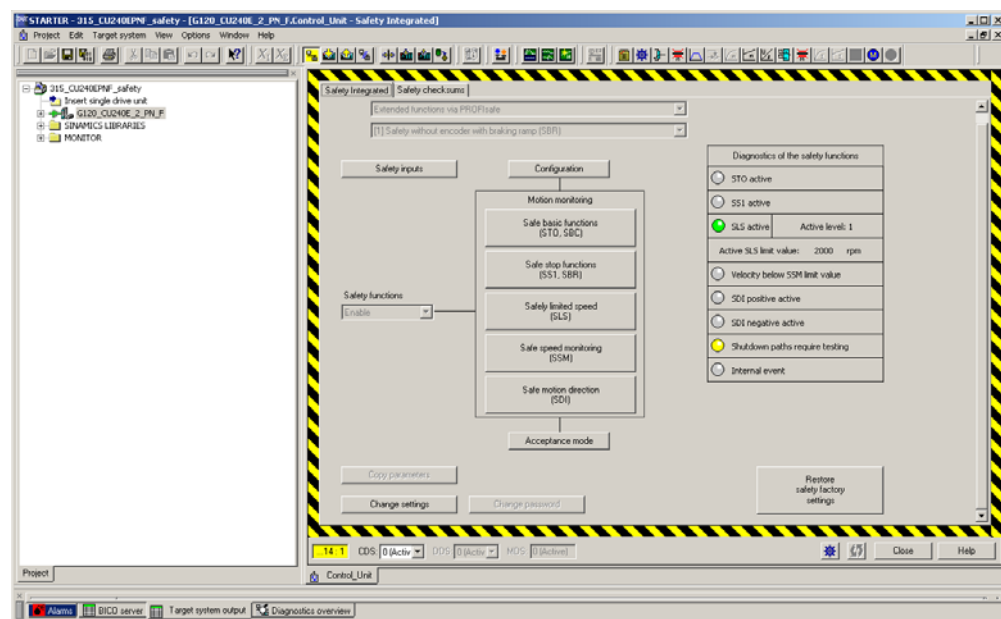 STARTER - 315_CU240EPNF_safety - [G120_CU240E_2_PN_F.Control_Unit - Safety Integrated]
Project Edit Target system View Options Window Help
315_CU240EPNF_safety
Insert single drive unit
G120_CU240E_2_PN_F
SINAMICS LIBRARIES
MONITOR
Project
Safety Integrated Safety checksums
Extended functions via PROFIsafe
[1] Safety without encoder with braking ramp (SBR)
Safety inputs
Configuration
Motion monitoring
Safe basic functions
(STO, SBC)
Safe stop functions
(SS1, SBR)
Safety functions
Enable
Safely limited speed
(SLS)
Safe speed monitoring
(SSM)
Safe motion direction
(SDI)
Acceptance mode
Diagnostics of the safety functions
STO active
SS1 active
SLS active Active level: 1
Active SLS limit value: 2000 rpm
Velocity below SSM limit value
SDI positive active
SDI negative active
Shutdown paths require testing
Internal event
Copy parameters
Change settings
Change password
Restore
safety factory
settings
...14 : 1 CDS: 0 (Activ DDS: 0 (Activ MDS: 0 (Active) Close Help
Control_Unit
Alarms BICO server Target system output Diagnostics overview